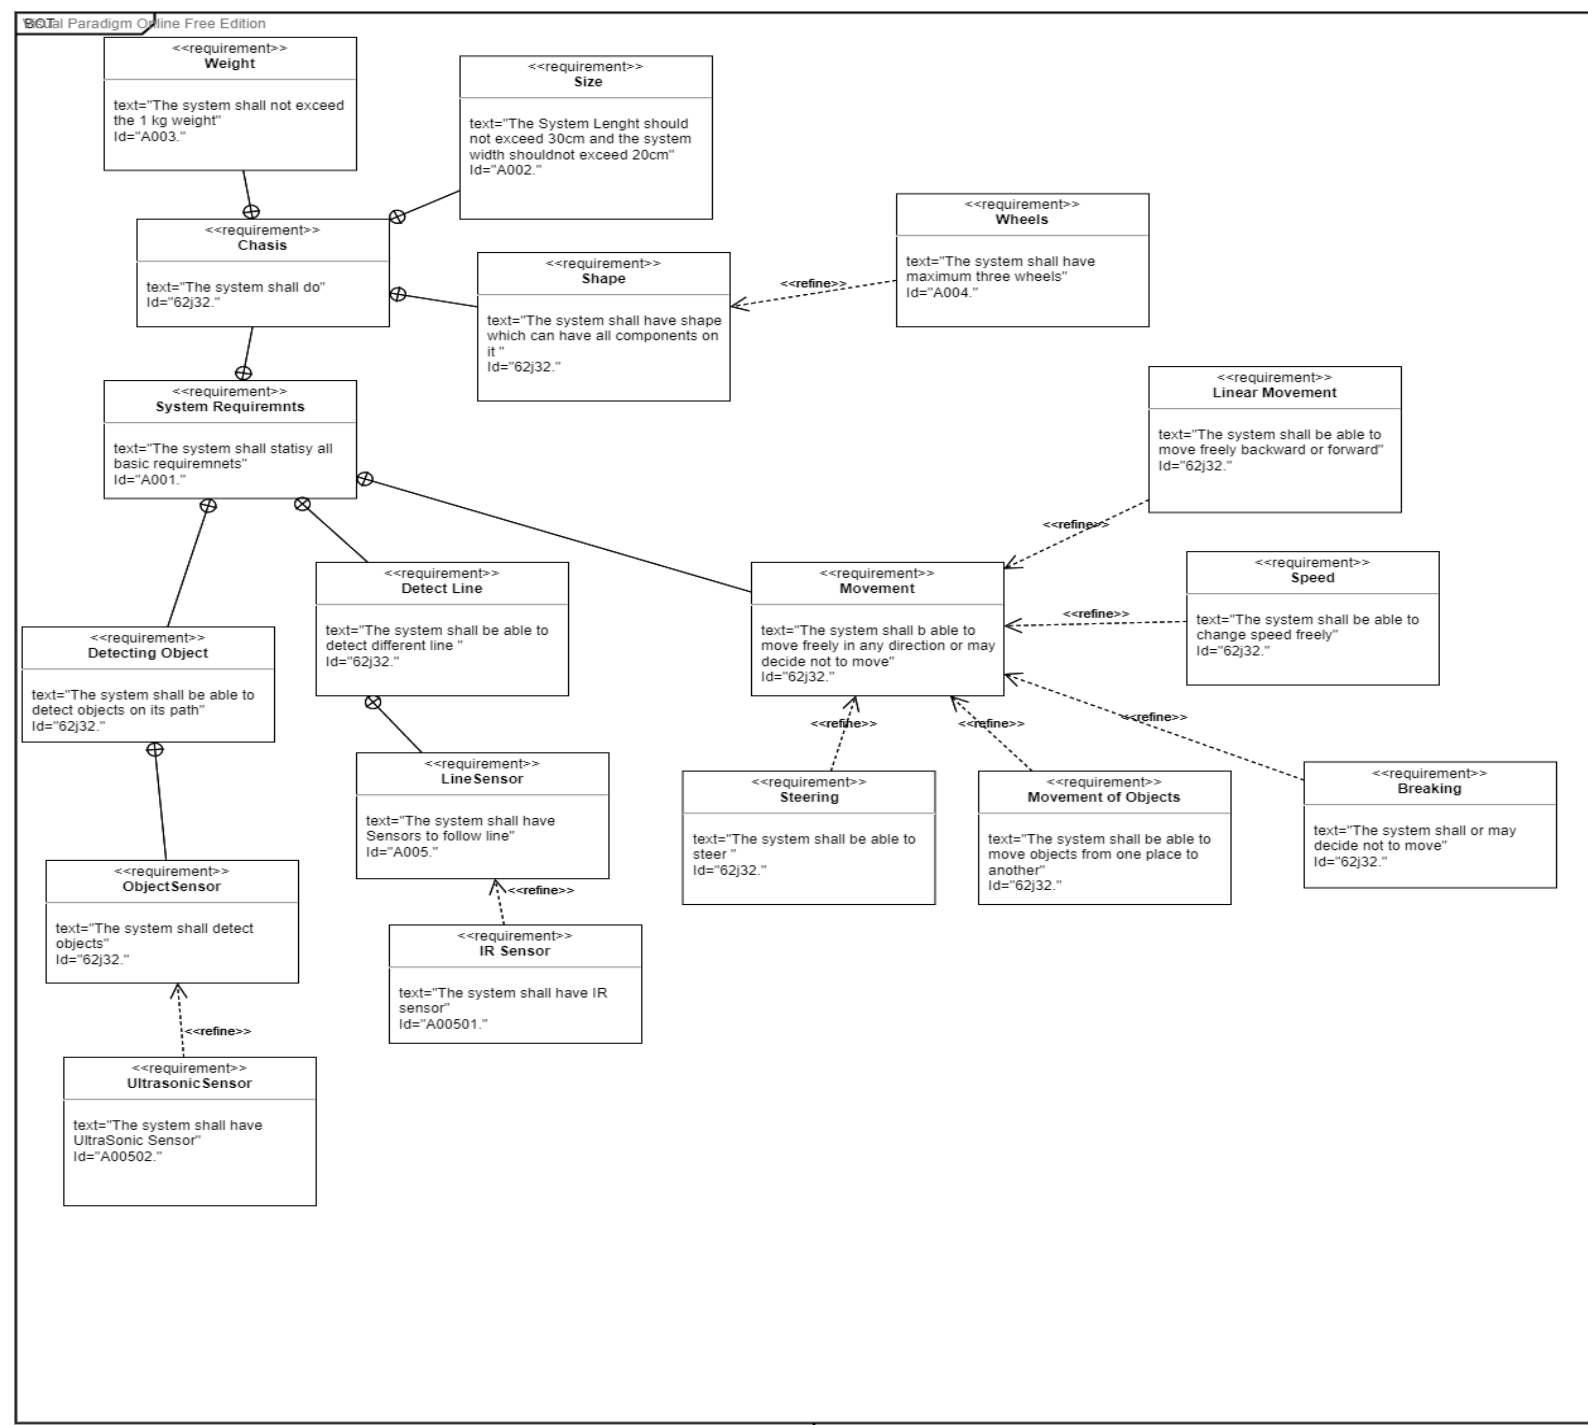 BOT
Visual Paradigm Online Free Edition
<<requirement>>
Weight
text="The system shall not exceed
the 1 kg weight"
Id="A003."
<<requirement>>
Size
text="The System Lenght should
not exceed 30cm and the system
width shouldnot exceed 20cm"
Id="A002."
<<requirement>>
Chasis
text="The system shall do"
Id="62j32."
<<requirement>>
Shape
text="The system shall have shape
which can have all components on
it "
Id="62j32."
<<refine>>
<<requirement>>
Wheels
text="The system shall have
maximum three wheels"
Id="A004."
<<requirement>>
System Requiremnts
text="The system shall statisy all
basic requiremnets"
Id="A001."
<<requirement>>
Linear Movement
text="The system shall be able to
move freely backward or forward"
Id="62j32."
<<refine>>
<<requirement>>
Detect Line
text="The system shall be able to
detect different line "
Id="62j32."
<<requirement>>
Movement
text="The system shall b able to
move freely in any direction or may
decide not to move"
Id="62j32."
<<refine>>
<<requirement>>
Speed
text="The system shall be able to
change speed freely"
Id="62j32."
<<requirement>>
Detecting Object
text="The system shall be able to
detect objects on its path"
Id="62j32."
<<refine>>
<<refine>>
<<refine>>
<<requirement>>
LineSensor
text="The system shall have
Sensors to follow line"
Id="A005."
<<requirement>>
Steering
text="The system shall be able to
steer "
Id="62j32."
<<requirement>>
Movement of Objects
text="The system shall be able to
move objects from one place to
another"
Id="62j32."
<<requirement>>
Breaking
text="The system shall or may
decide not to move"
Id="62j32."
<<requirement>>
ObjectSensor
text="The system shall detect
objects"
Id="62j32."
<<refine>>
<<requirement>>
IR Sensor
text="The system shall have IR
sensor"
Id="A00501."
<<refine>>
<<requirement>>
UltrasonicSensor
text="The system shall have
UltraSonic Sensor"
Id="A00502."